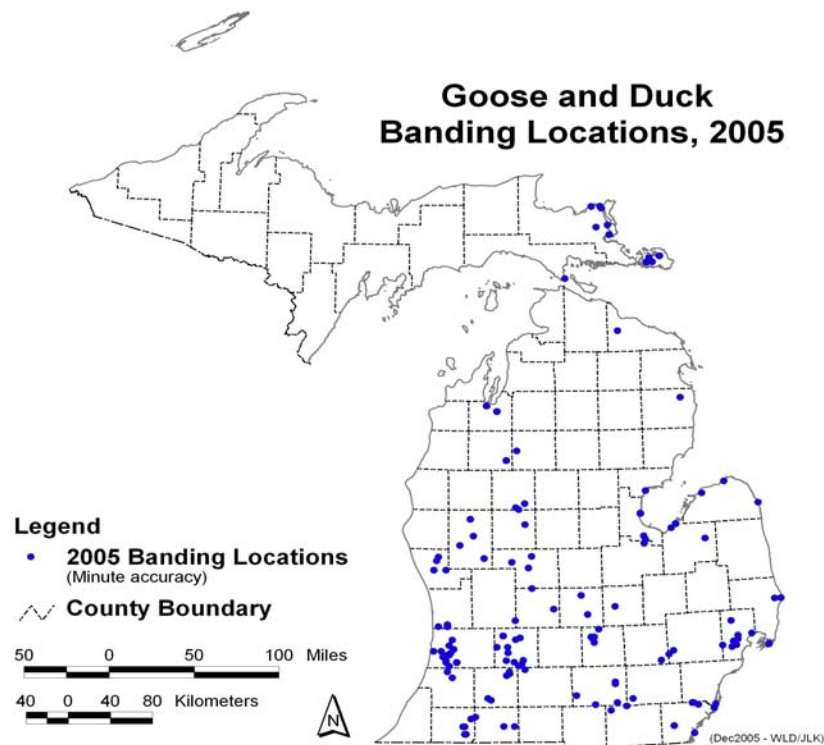 Goose and Duck
Banding Locations, 2005
Legend
2005 Banding Locations
(Minute accuracy)
County Boundary
50 0 50 100 Miles
40 0 40 80 Kilometers
N
(Dec2005 - WLD/JLK)